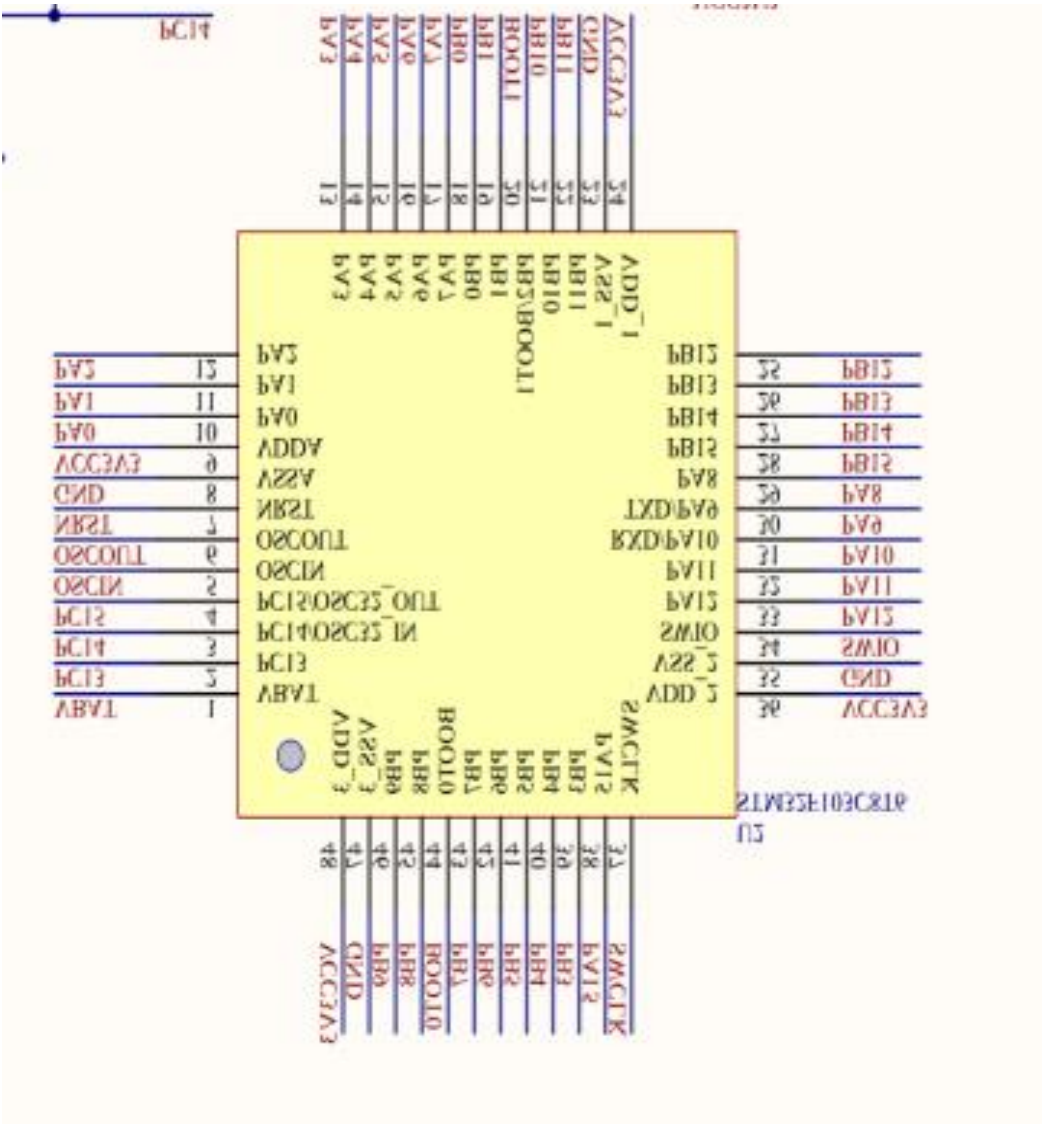 PC14
PA3
PA4
PA5
PA6
PA7
PB0
PB1
BOOT1
PB10
PB11
GND
VCC3V3
13
14
15
16
17
18
19
20
21
22
23
24
PA3
PA4
PA5
PA6
PA7
PB0
PB1
PB2/BOOT1
PB10
PB11
VSS_1
VDD_1
PA2 12 PA2 PB12 25 PB12
PA1 11 PA1 PB13 26 PB13
PA0 10 PA0 PB14 27 PB14
VCC3V3 9 VDDA PB15 28 PB15
GND 8 VSSA PA8 29 PA8
NRST 7 NRST TXD/PA9 30 PA9
OSCOUT 6 OSCOUT RXD/PA10 31 PA10
OSCIN 5 OSCIN PA11 32 PA11
PC15 4 PC15/OSC32_OUT PA12 33 PA12
PC14 3 PC14/OSC32_IN SWIO 34 SWIO
PC13 2 PC13 VSS_2 35 GND
VBAT 1 VBAT VDD_2 36 VCC3V3
VDD_3
VSS_3
PB9
PB8
BOOT0
PB7
PB6
PB5
PB4
PB3
PA15
SWCLK
STM32F103C8T6
U2
48
47
46
45
44
43
42
41
40
39
38
37
VCC3V3
GND
PB9
PB8
BOOT0
PB7
PB6
PB5
PB4
PB3
PA15
SWCLK